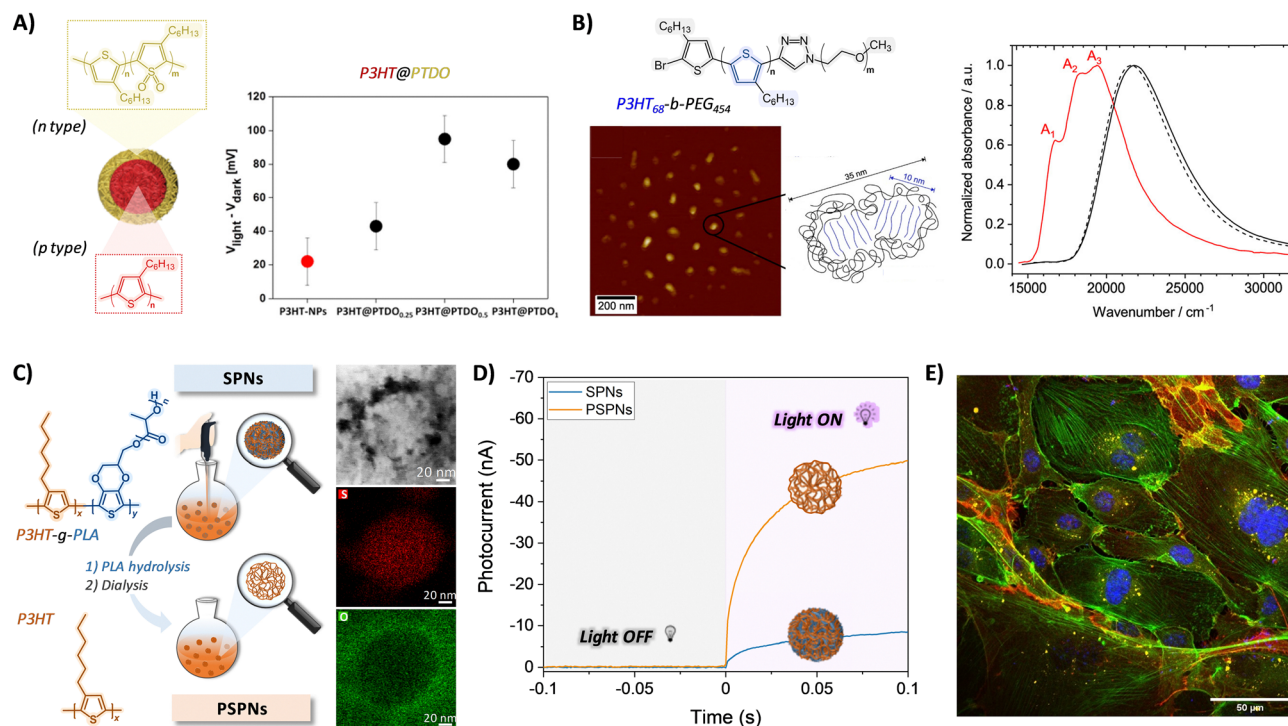 A)
C₆H₁₃
S
n
S
O O
m
C₆H₁₃
(n type)
(p type)
C₆H₁₃
S
n
P3HT@PTDO
V_light - V_dark [mV]
120
100
80
60
40
20
0
P3HT-NPs
P3HT@PTDO₀.₂₅
P3HT@PTDO₀.₅
P3HT@PTDO₁
B)
C₆H₁₃
Br
S
S
n
C₆H₁₃
N=N
N
O
CH₃
m
P3HT₆₈-b-PEG₄₅₄
200 nm
35 nm
10 nm
Normalized absorbance / a.u.
1.0
0.8
0.6
0.4
0.2
0.0
A₁
A₂
A₃
15000
20000
25000
30000
Wavenumber / cm⁻¹
C)
SPNs
H
O
n
O
O
O
O
S
x
S
y
P3HT-g-PLA
1) PLA hydrolysis
2) Dialysis
P3HT
S
x
PSPNs
20 nm
S
20 nm
O
20 nm
D)
Photocurrent (nA)
-70
-60
-50
-40
-30
-20
-10
0
SPNs
PSPNs
Light ON
Light OFF
-0.1
-0.05
0
0.05
0.1
Time (s)
E)
50 µm